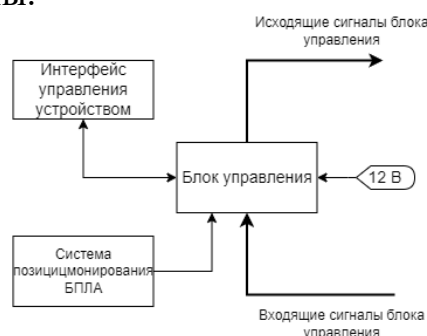 Исходящие сигналы блока
управления
Интерфейс
управления
устройством
Блок управления
12 В
Система
позицицмонирования
БПЛА
Входящие сигналы блока
управления